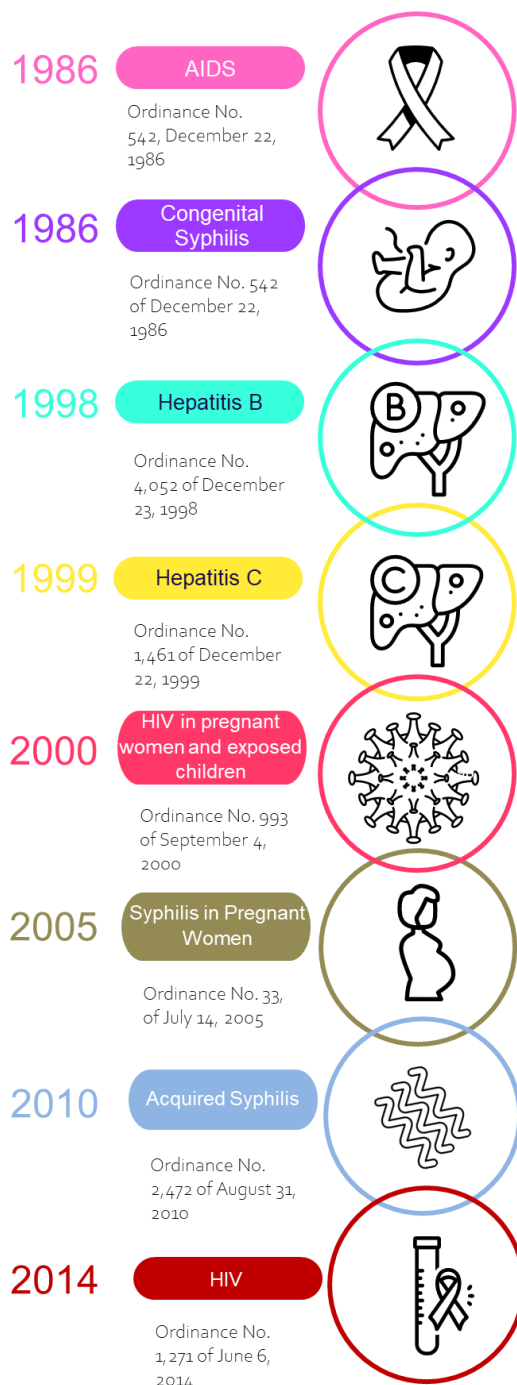 1986
AIDS
Ordinance No.
542, December 22,
1986
1986
Congenital
Syphilis
Ordinance No. 542
of December 22,
1986
1998
Hepatitis B
B
Ordinance No.
4,052 of December
23, 1998
1999
Hepatitis C
C
Ordinance No.
1,461 of December
22, 1999
2000
HIV in pregnant
women and exposed
children
Ordinance No. 993
of September 4,
2000
2005
Syphilis in Pregnant
Women
Ordinance No. 33,
of July 14, 2005
2010
Acquired Syphilis
Ordinance No.
2,472 of August 31,
2010
2014
HIV
Ordinance No.
1,271 of June 6,
2014